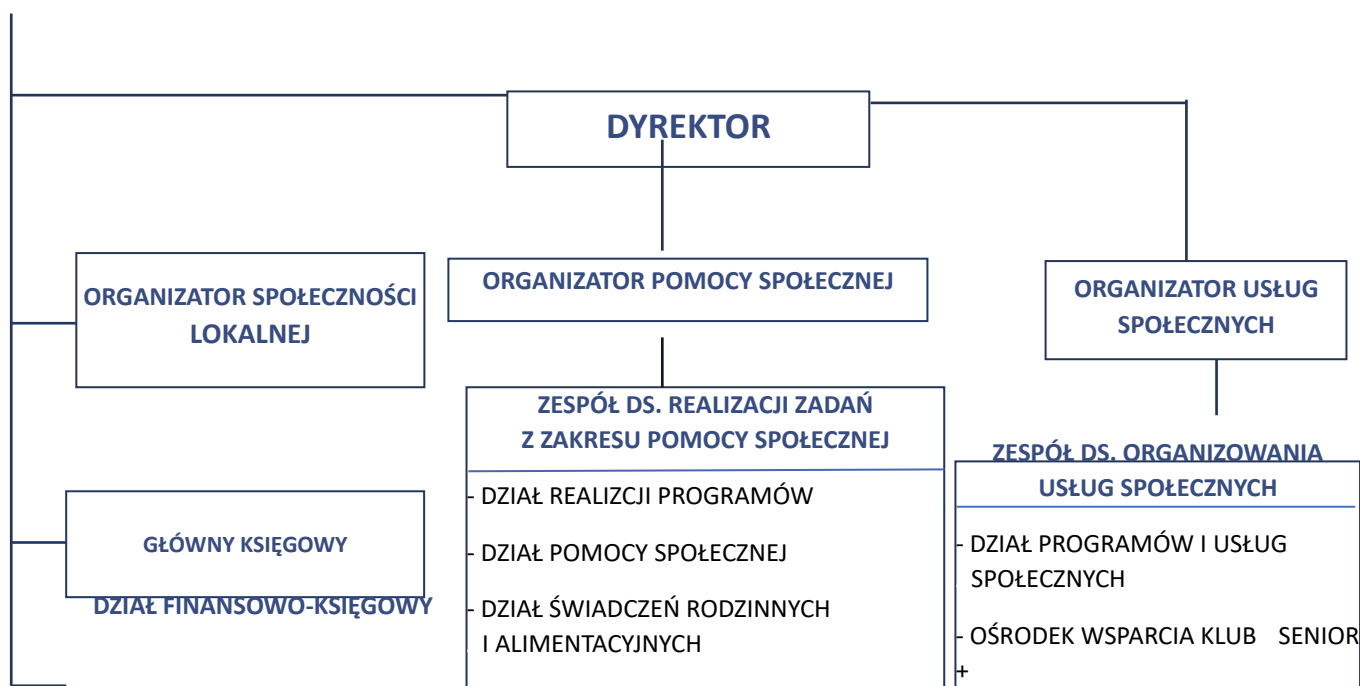 DYREKTOR
ORGANIZATOR SPOŁECZNOŚCI
LOKALNEJ
ORGANIZATOR POMOCY SPOŁECZNEJ
ORGANIZATOR USŁUG
SPOŁECZNYCH
ZESPÓŁ DS. REALIZACJI ZADAŃ
Z ZAKRESU POMOCY SPOŁECZNEJ
- DZIAŁ REALIZCJI PROGRAMÓW
- DZIAŁ POMOCY SPOŁECZNEJ
- DZIAŁ ŚWIADCZEŃ RODZINNYCH
I ALIMENTACYJNYCH
ZESPÓŁ DS. ORGANIZOWANIA
USŁUG SPOŁECZNYCH
- DZIAŁ PROGRAMÓW I USŁUG
SPOŁECZNYCH
- OŚRODEK WSPARCIA KLUB SENIOR
+
GŁÓWNY KSIĘGOWY
DZIAŁ FINANSOWO-KSIĘGOWY